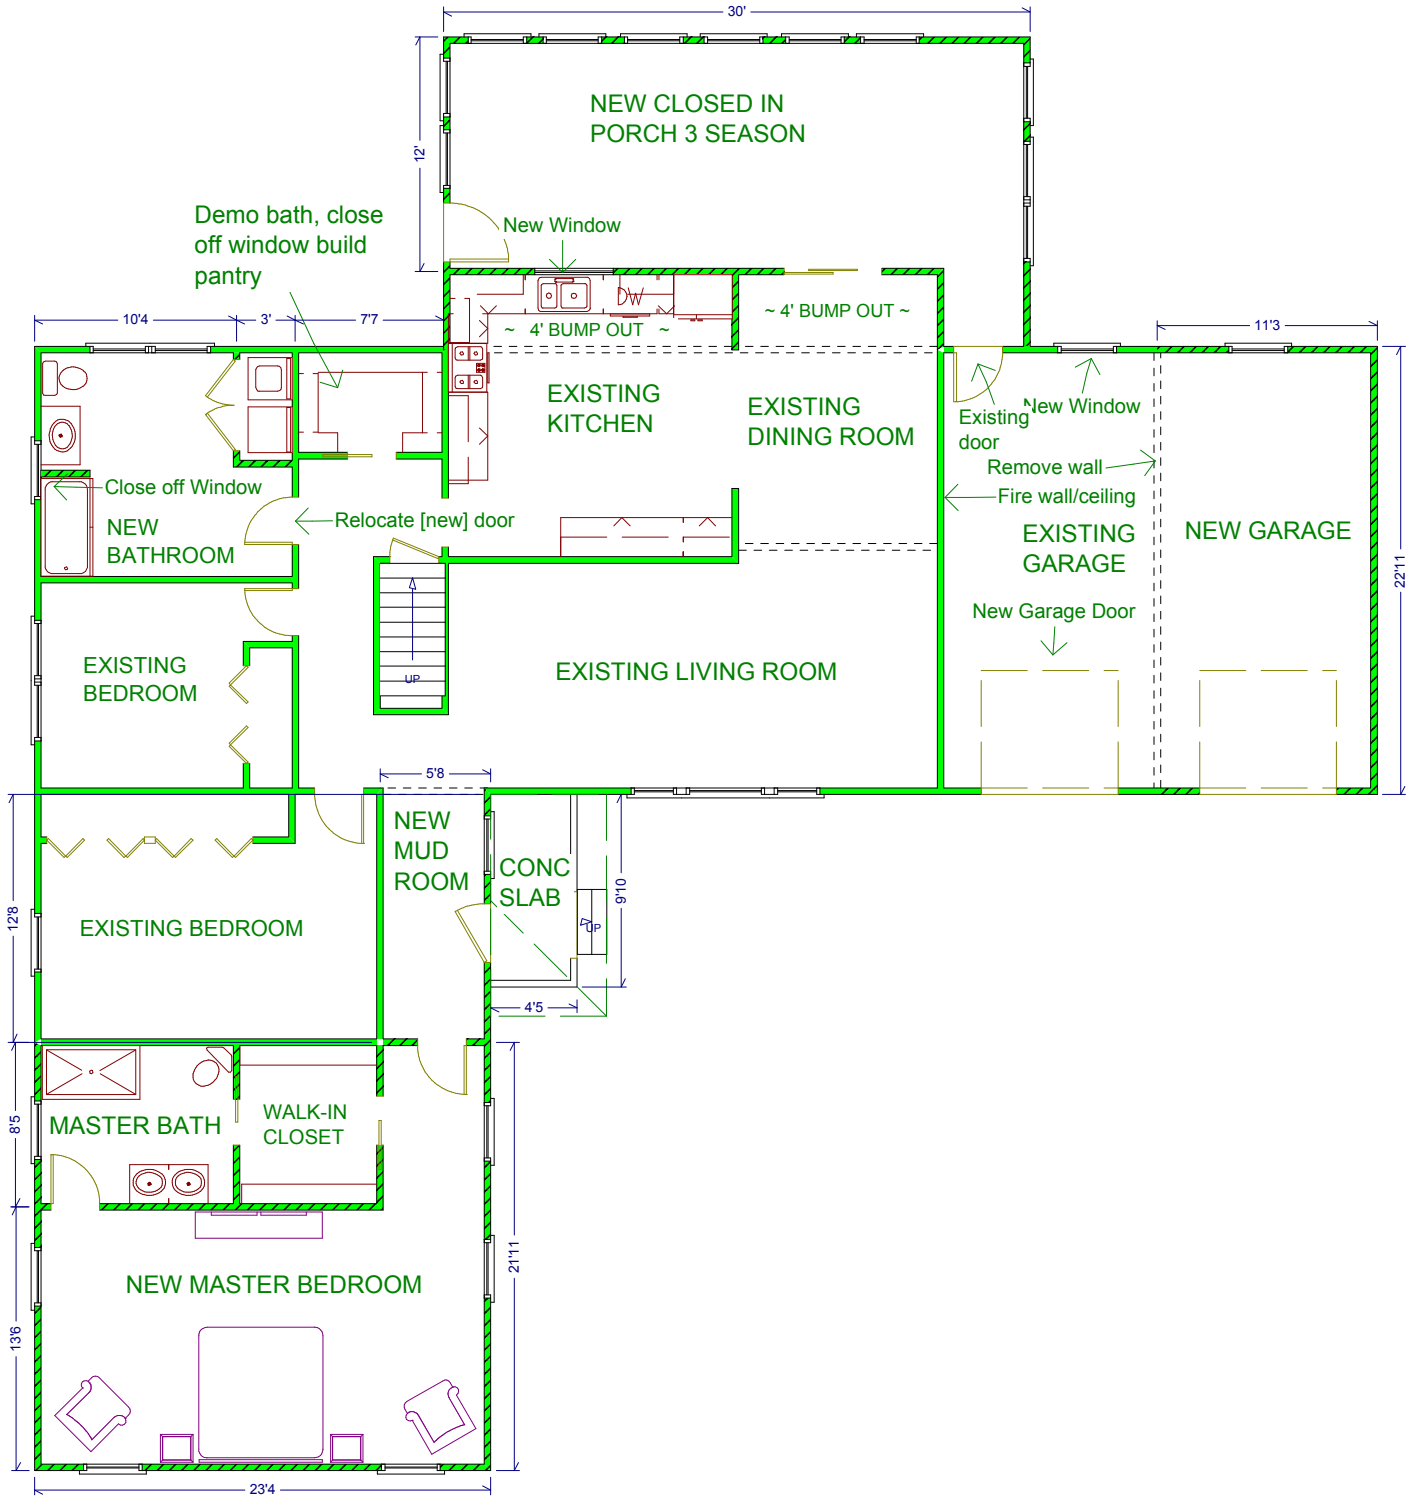 30'
NEW CLOSED IN
PORCH 3 SEASON
12'
Demo bath, close
off window build
pantry
New Window
10'4
3'
7'7
~ 4' BUMP OUT ~
~ 4' BUMP OUT ~
11'3
DW
EXISTING
KITCHEN
EXISTING
DINING ROOM
Existing
door
New Window
Remove wall
Fire wall/ceiling
Close off Window
NEW
BATHROOM
Relocate [new] door
EXISTING
GARAGE
NEW GARAGE
22'11
New Garage Door
EXISTING
BEDROOM
UP
EXISTING LIVING ROOM
5'8
NEW
MUD
ROOM
CONC
SLAB
9'10
UP
12'8
EXISTING BEDROOM
4'5
8'5
MASTER BATH
WALK-IN
CLOSET
21'11
NEW MASTER BEDROOM
13'6
23'4